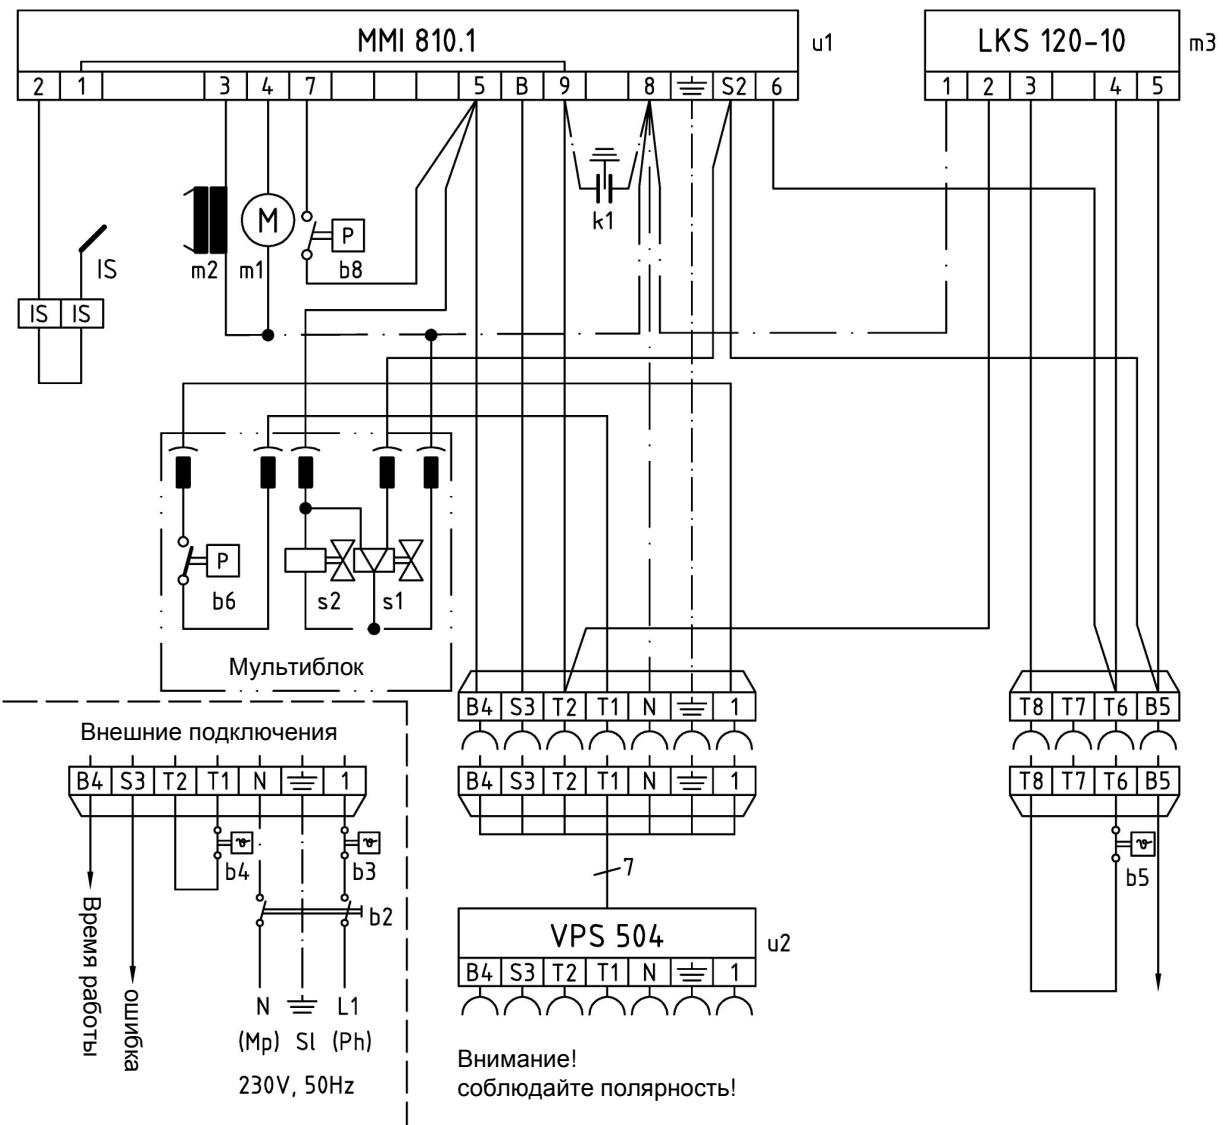 MMI 810.1 u1
2 1 3 4 7 5 B 9 8 S2 6
LKS 120-10 m3
1 2 3 4 5
k1
M P
m2 m1 b8
IS
IS IS
P
b6 s2 s1
Мультиблок
B4 S3 T2 T1 N 1
T8 T7 T6 B5
Внешние подключения
B4 S3 T2 T1 N 1
B4 S3 T2 T1 N 1
T8 T7 T6 B5
ϑ ϑ ϑ
b4 b3 b5
7
b2
Время работы
ошибка
VPS 504 u2
B4 S3 T2 T1 N 1
N L1
(Mp) Sl (Ph)
230V, 50Hz
Внимание!
соблюдайте полярность!